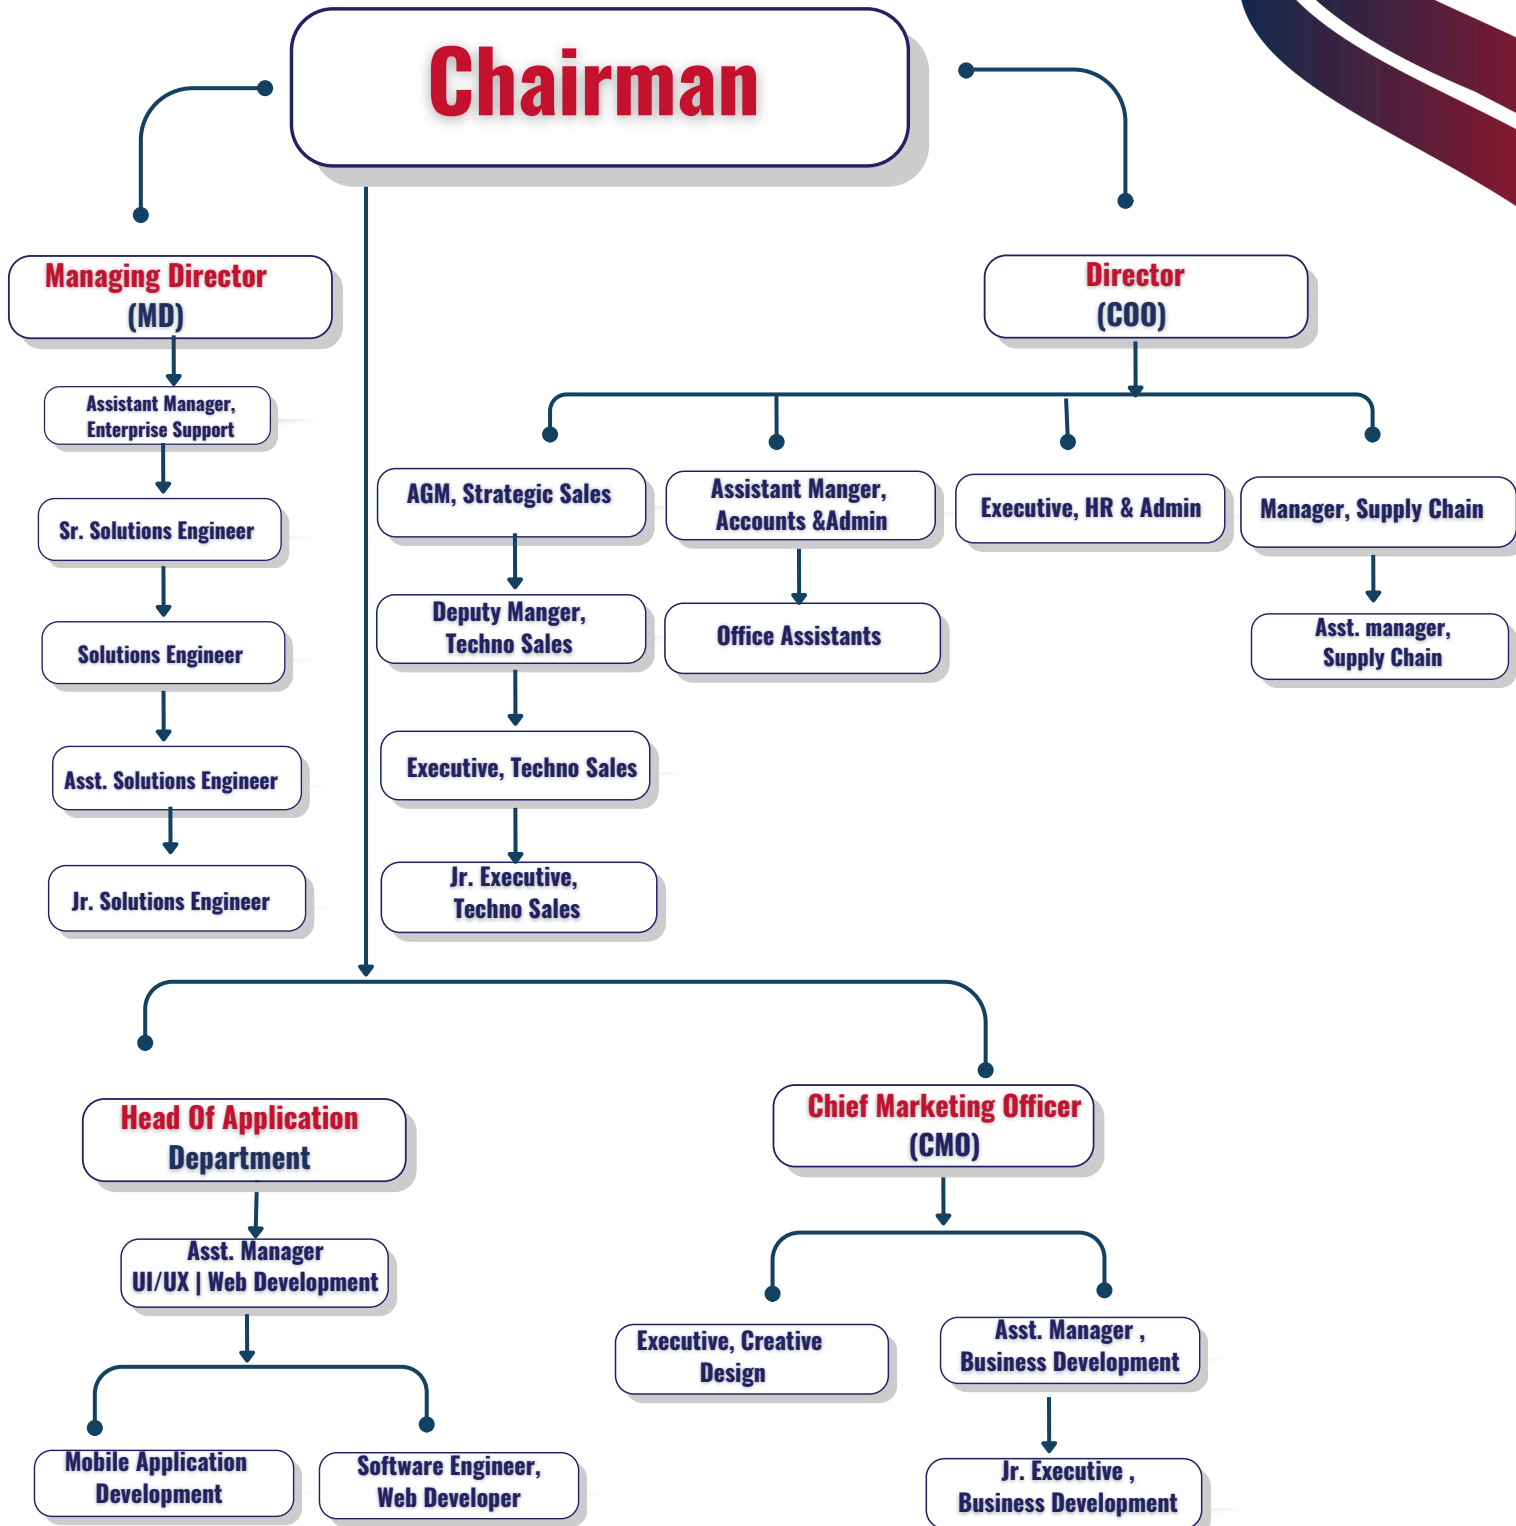 Chairman
Managing Director
(MD)
Director
(COO)
Assistant Manager,
Enterprise Support
Sr. Solutions Engineer
Solutions Engineer
Asst. Solutions Engineer
Jr. Solutions Engineer
AGM, Strategic Sales
Deputy Manger,
Techno Sales
Executive, Techno Sales
Jr. Executive,
Techno Sales
Assistant Manger,
Accounts &Admin
Office Assistants
Executive, HR & Admin
Manager, Supply Chain
Asst. manager,
Supply Chain
Head Of Application
Department
Asst. Manager
UI/UX | Web Development
Mobile Application
Development
Software Engineer,
Web Developer
Chief Marketing Officer
(CMO)
Executive, Creative
Design
Asst. Manager ,
Business Development
Jr. Executive ,
Business Development